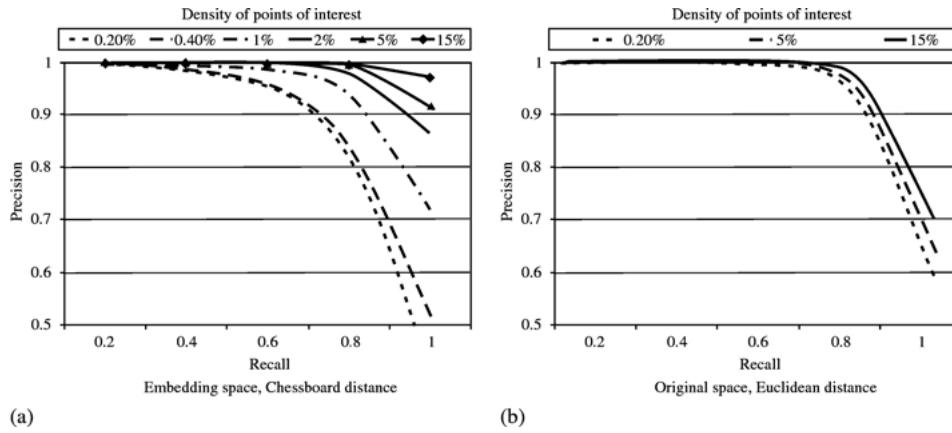 Density of points of interest
0.20% 0.40% 1% 2% 5% 15%
Precision
1
0.9
0.8
0.7
0.6
0.5
0.2 0.4 0.6 0.8 1
Recall
Embedding space, Chessboard distance
(a)
Density of points of interest
0.20% 5% 15%
Precision
1
0.9
0.8
0.7
0.6
0.5
0.2 0.4 0.6 0.8 1
Recall
Original space, Euclidean distance
(b)